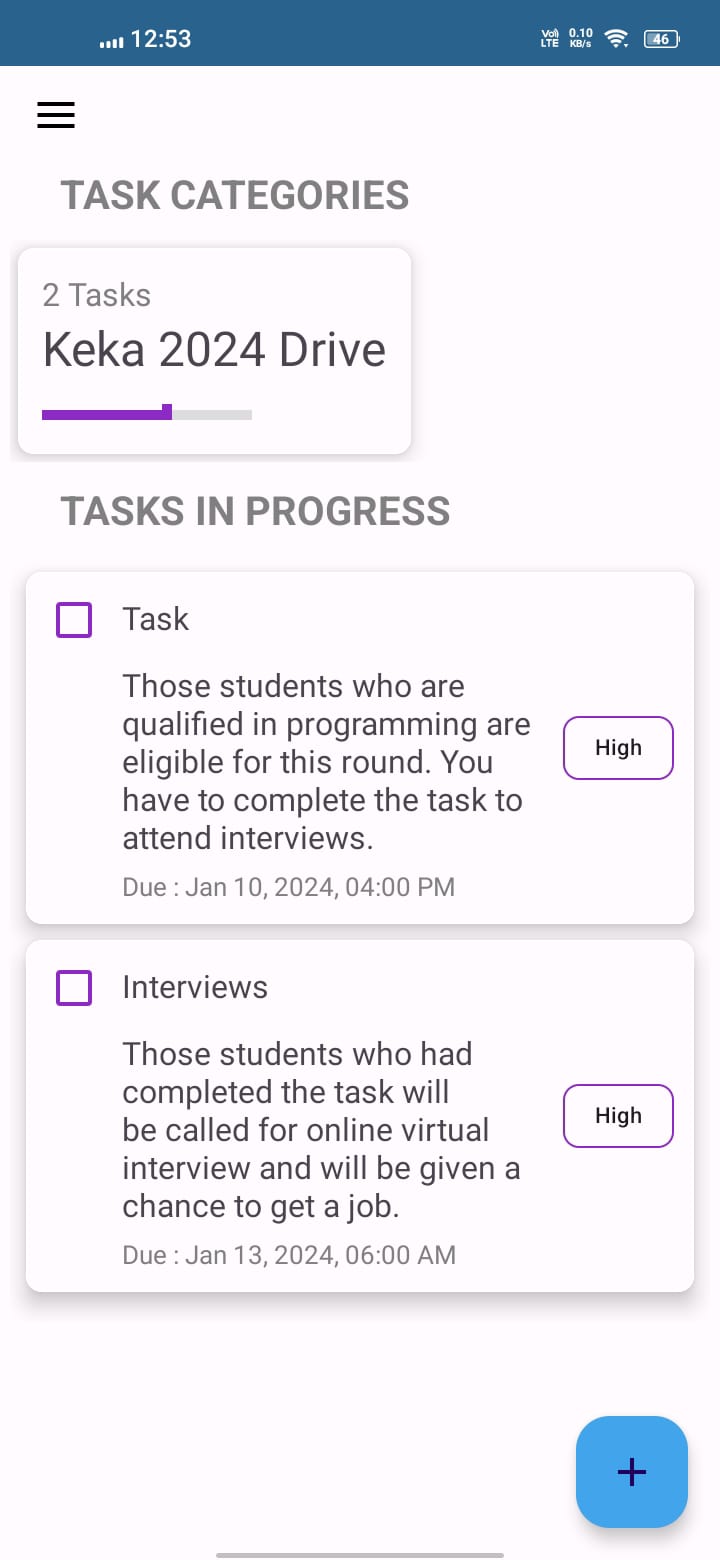 12:53
Vo))
LTE
0.10
KB/s
46
TASK CATEGORIES
2 Tasks
Keka 2024 Drive
TASKS IN PROGRESS
Task
Those students who are
qualified in programming are
eligible for this round. You
have to complete the task to
attend interviews.
High
Due : Jan 10, 2024, 04:00 PM
Interviews
Those students who had
completed the task will
be called for online virtual
interview and will be given a
chance to get a job.
High
Due : Jan 13, 2024, 06:00 AM
+